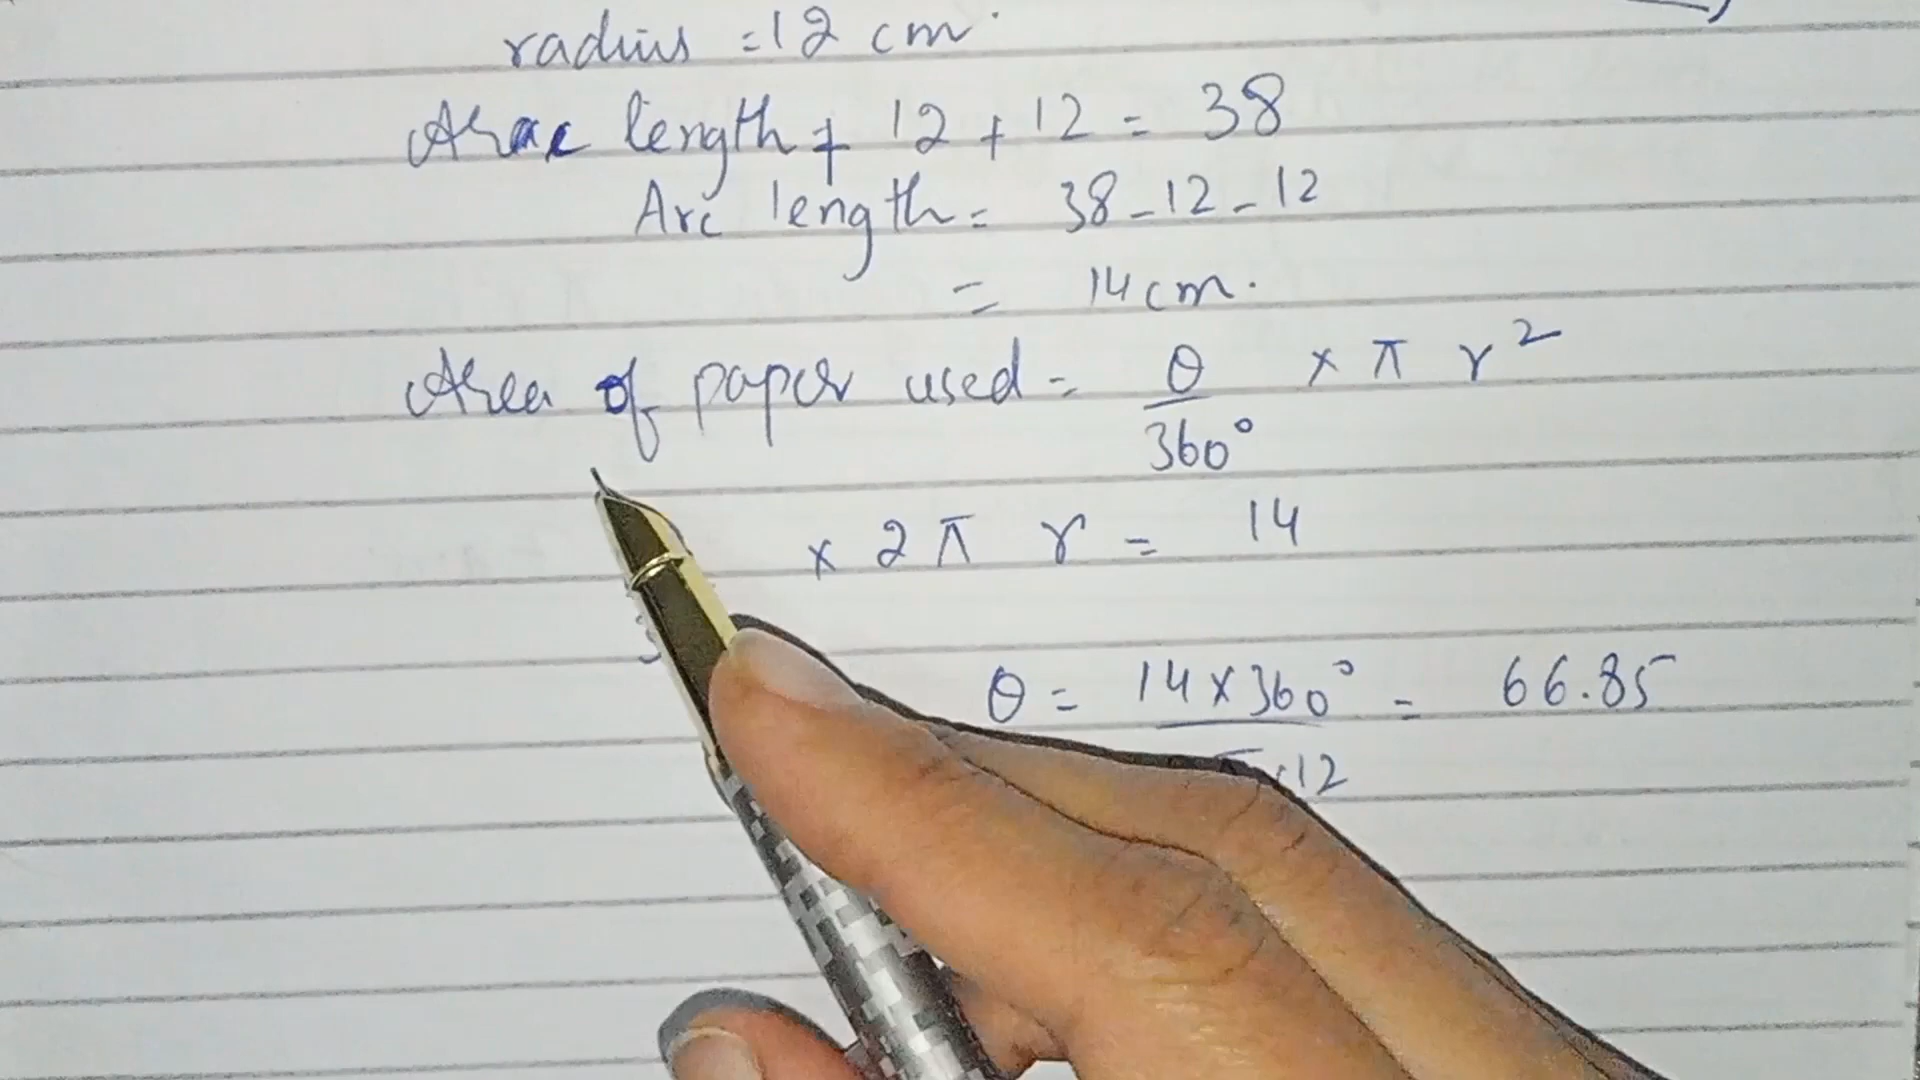 radius = 12 cm.
Arc length + 12 + 12 = 38
Arc length = 38 - 12 - 12
= 14 cm.
Area of paper used = θ/360° × π r²
× 2 π r = 14
θ = 14 × 360° / 12 = 66.85